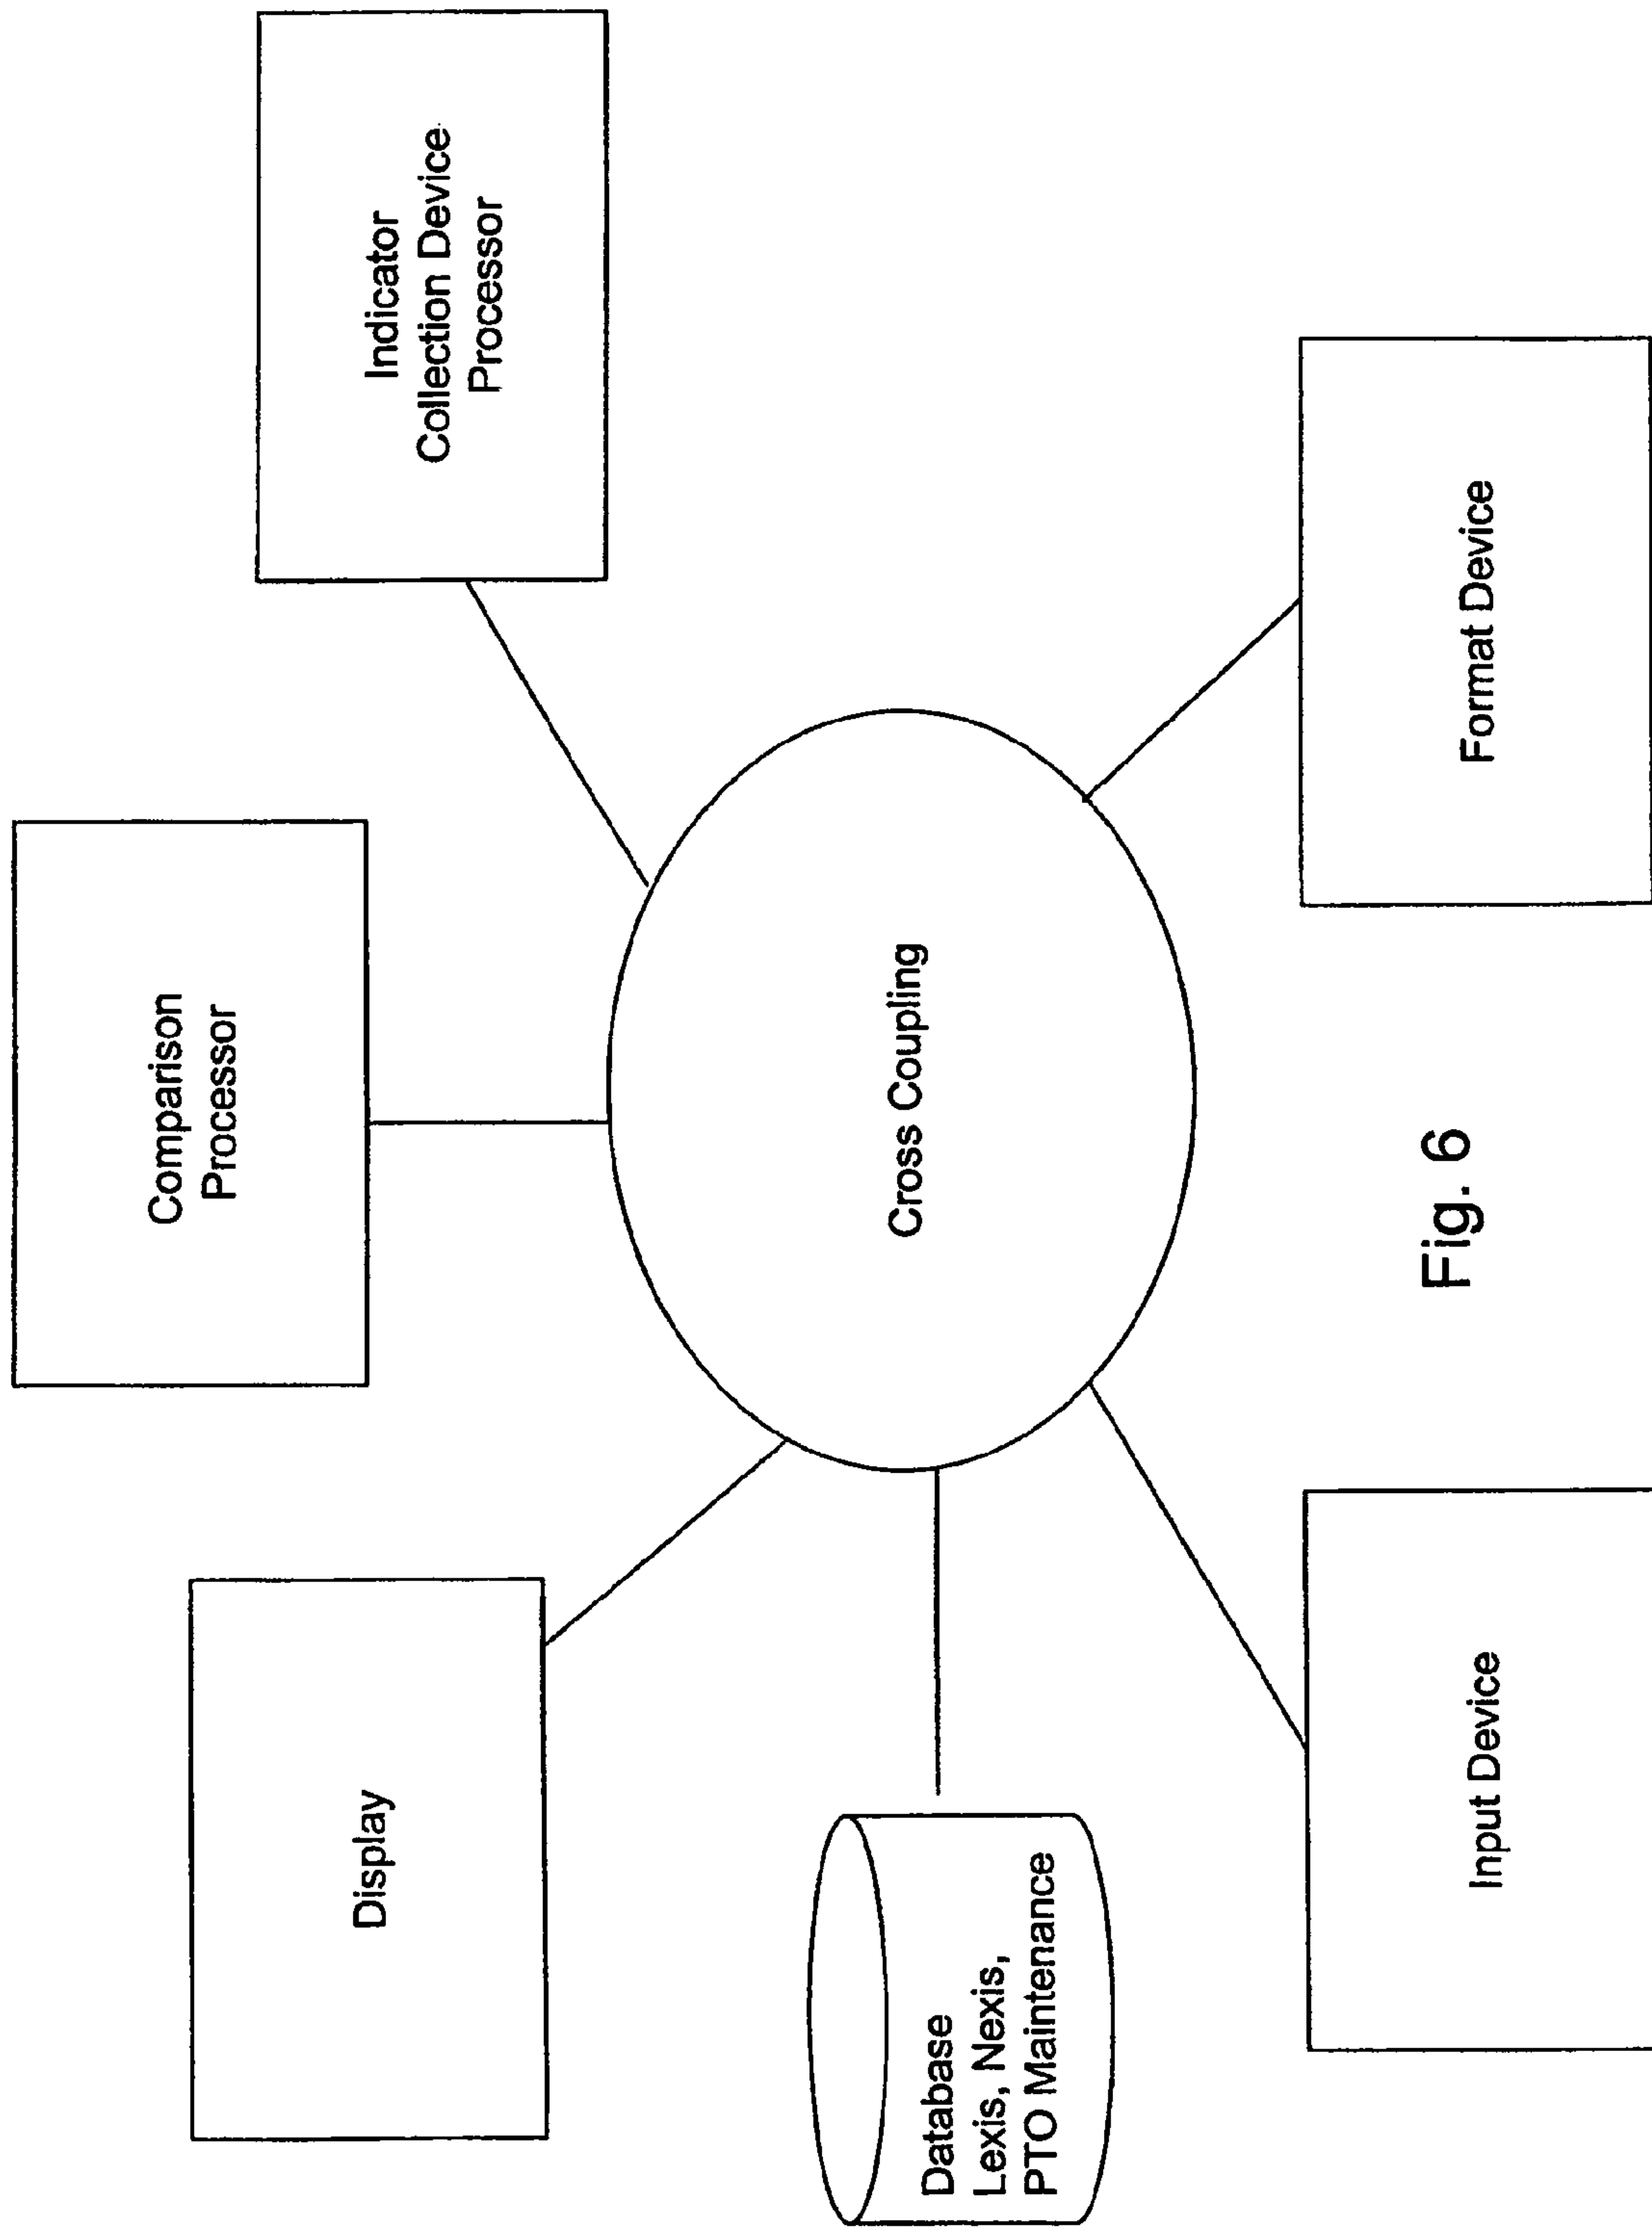 Comparison
Processor
Display
Indicator
Collection Device
Processor
Database
Lexis, Nexis,
PTO Maintenance
Cross Coupling
Input Device
Format Device
Fig. 6